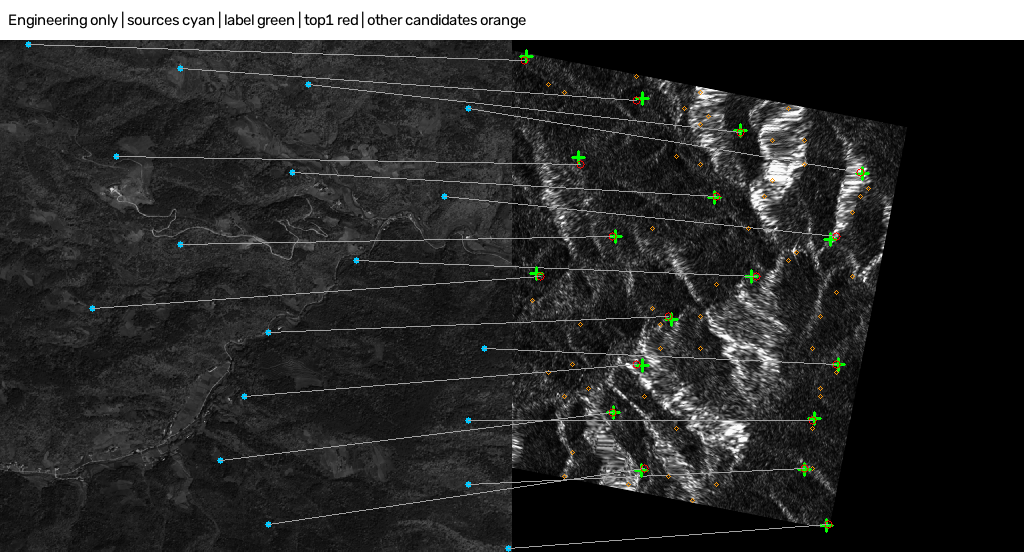 Engineering only | sources cyan | label green | top1 red | other candidates orange